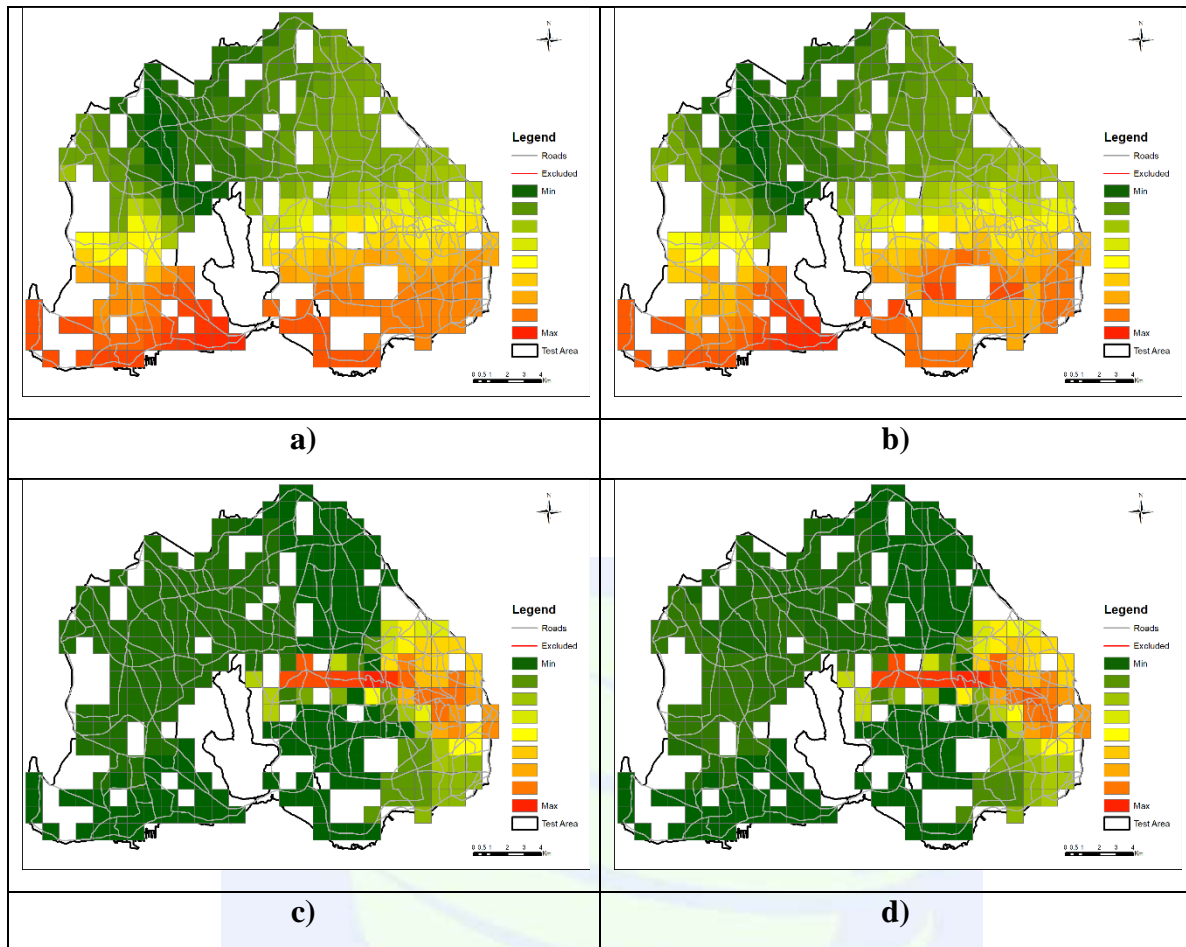 N
Legend
Roads
Excluded
Min
Max
Test Area
0 0.5 1 2 3 4
Km
a)
N
Legend
Roads
Excluded
Min
Max
Test Area
0 0.5 1 2 3 4
Km
b)
N
Legend
Roads
Excluded
Min
Max
Test Area
0 0.5 1 2 3 4
Km
c)
N
Legend
Roads
Excluded
Min
Max
Test Area
0 0.5 1 2 3 4
Km
d)